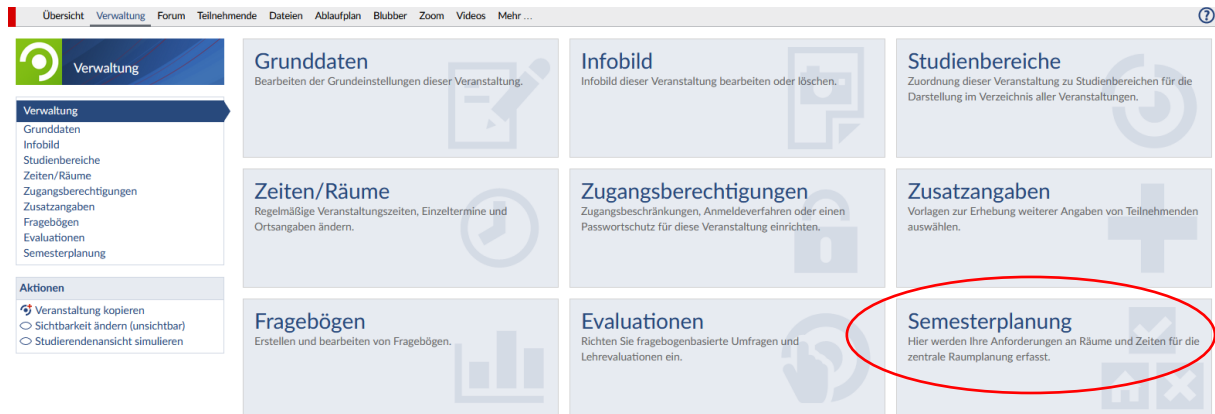 Übersicht Verwaltung Forum Teilnehmende Dateien Ablaufplan Blubber Zoom Videos Mehr ...
?
Verwaltung
Verwaltung
Grunddaten
Infobild
Studienbereiche
Zeiten/Räume
Zugangsberechtigungen
Zusatzangaben
Fragebögen
Evaluationen
Semesterplanung
Aktionen
Veranstaltung kopieren
Sichtbarkeit ändern (unsichtbar)
Studierendenansicht simulieren
Grunddaten
Bearbeiten der Grundeinstellungen dieser Veranstaltung.
Infobild
Infobild dieser Veranstaltung bearbeiten oder löschen.
Studienbereiche
Zuordnung dieser Veranstaltung zu Studienbereichen für die
Darstellung im Verzeichnis aller Veranstaltungen.
Zeiten/Räume
Regelmäßige Veranstaltungszeiten, Einzeltermine und
Ortsangaben ändern.
Zugangsberechtigungen
Zugangsbeschränkungen, Anmeldeverfahren oder einen
Passwortschutz für diese Veranstaltung einrichten.
Zusatzangaben
Vorlagen zur Erhebung weiterer Angaben von Teilnehmenden
auswählen.
Fragebögen
Erstellen und bearbeiten von Fragebögen.
Evaluationen
Richten Sie fragebogenbasierte Umfragen und
Lehrevaluationen ein.
Semesterplanung
Hier werden Ihre Anforderungen an Räume und Zeiten für die
zentrale Raumplanung erfasst.